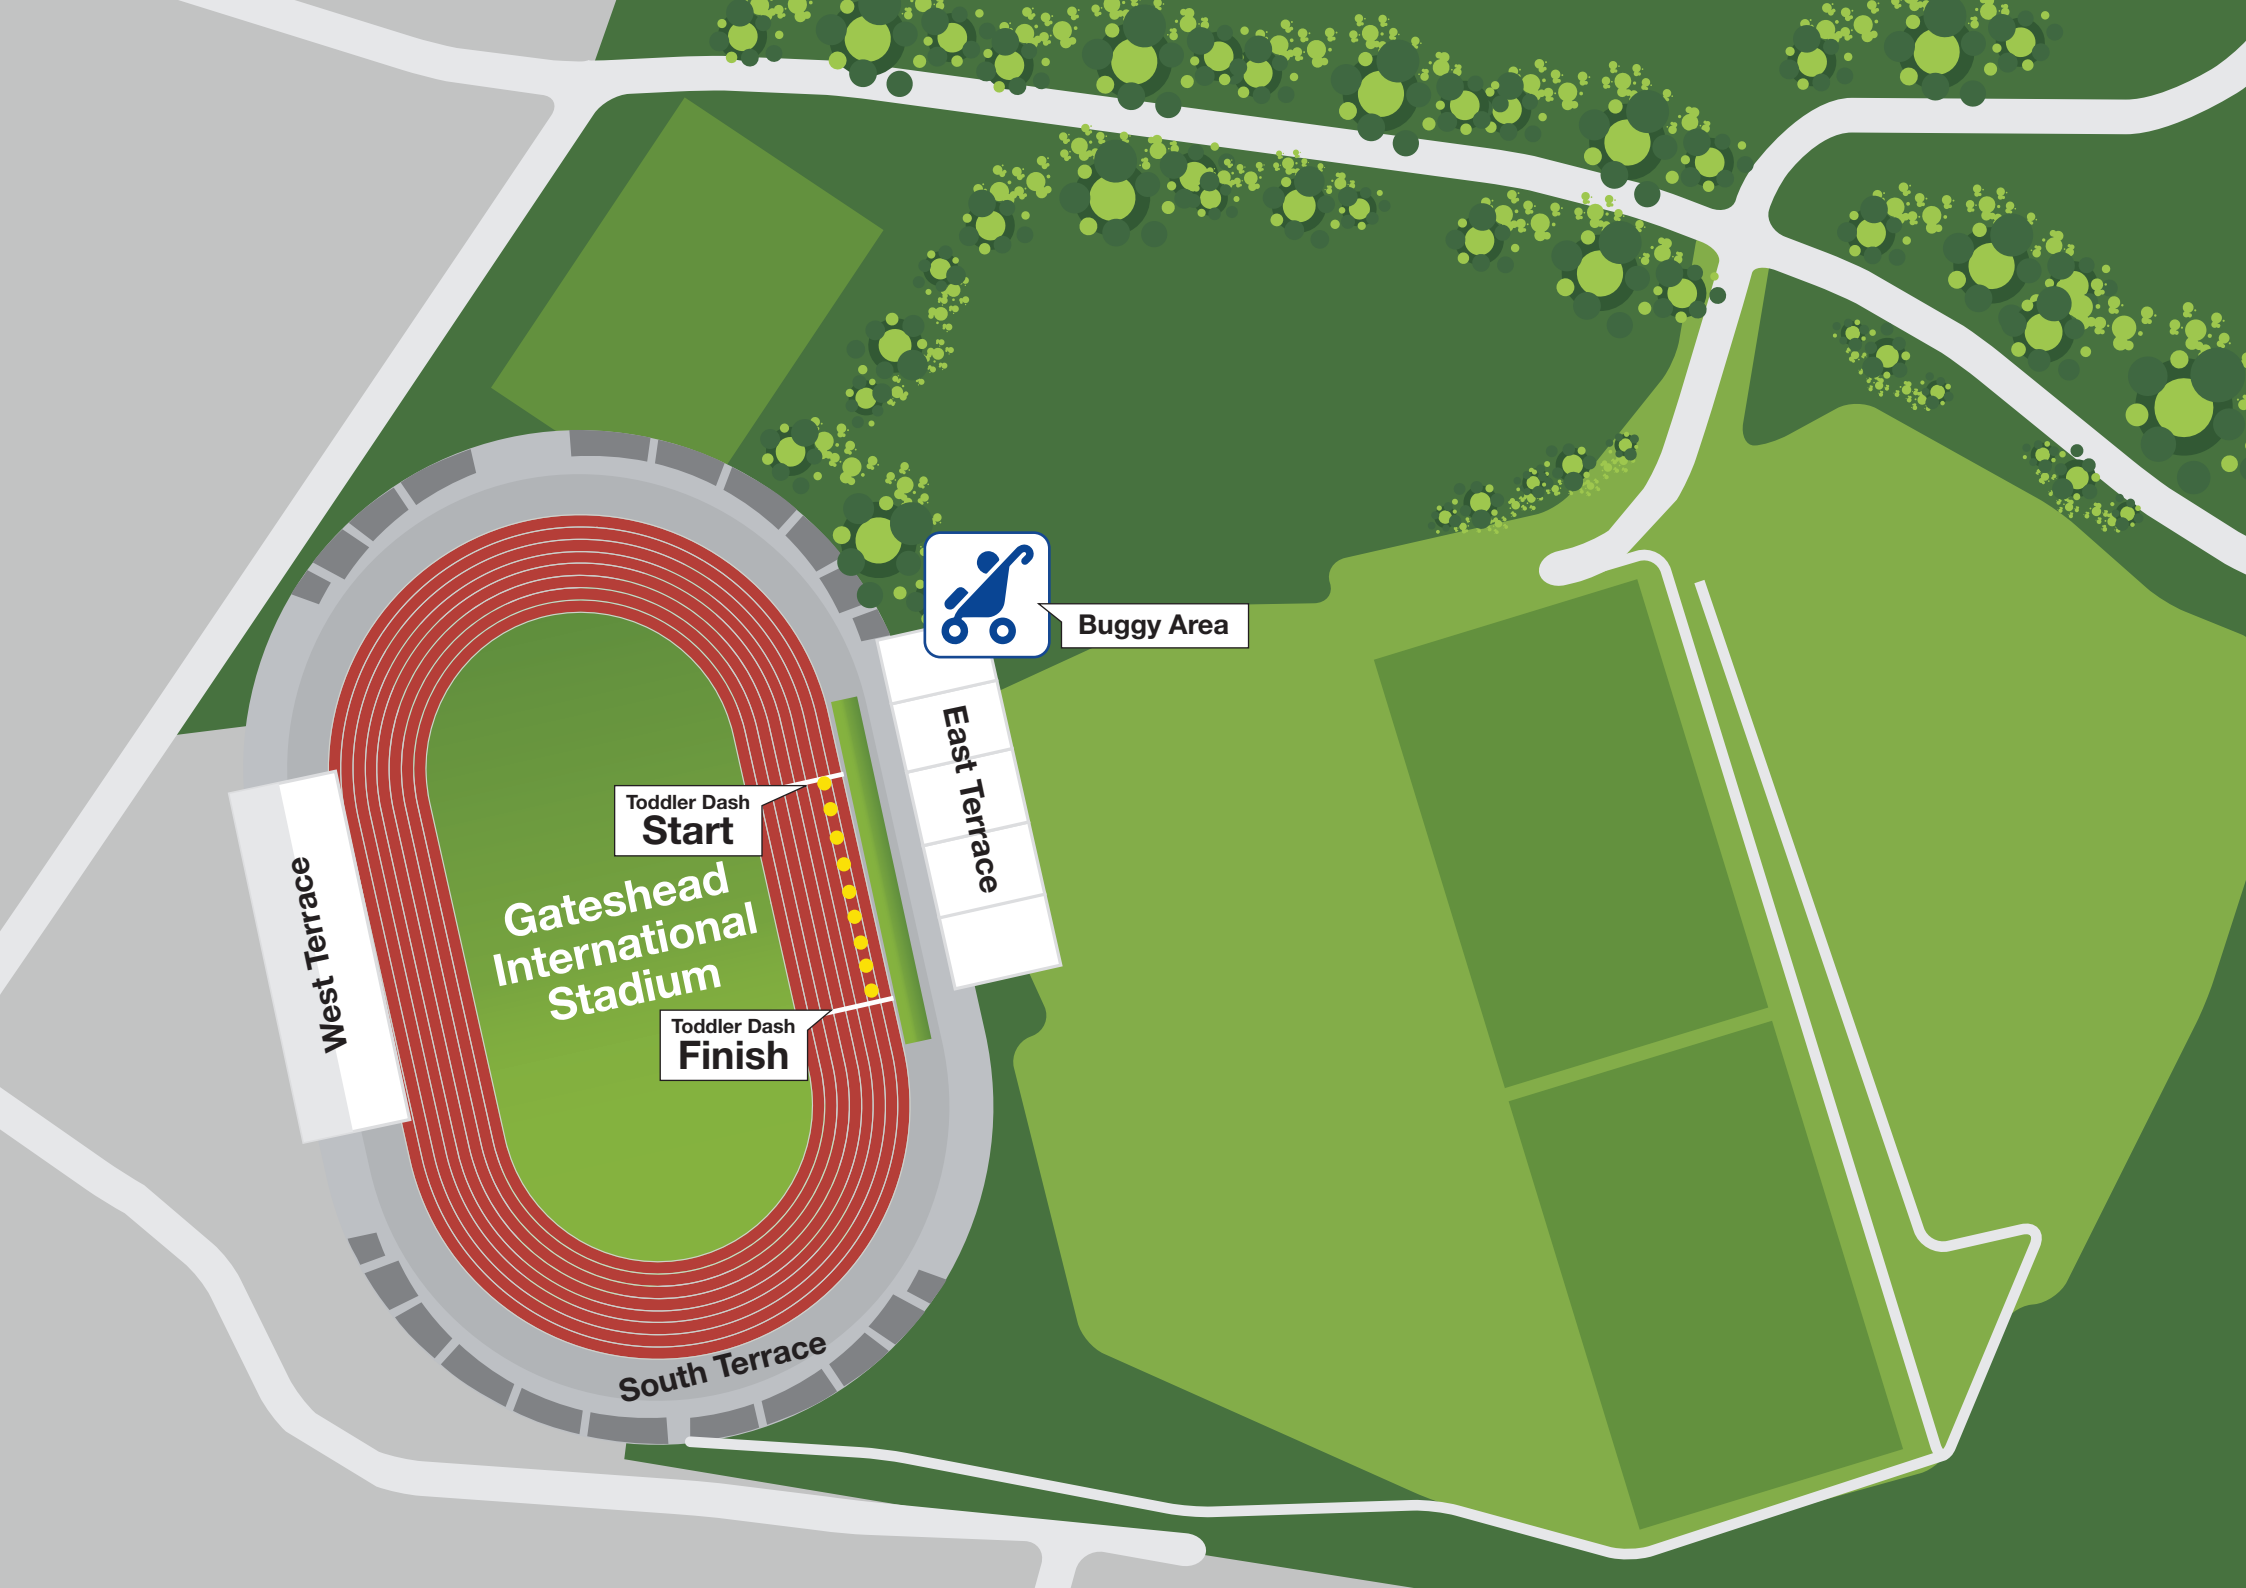 Buggy Area
East Terrace
Toddler Dash
Start
Gateshead
International
Stadium
West Terrace
Toddler Dash
Finish
South Terrace